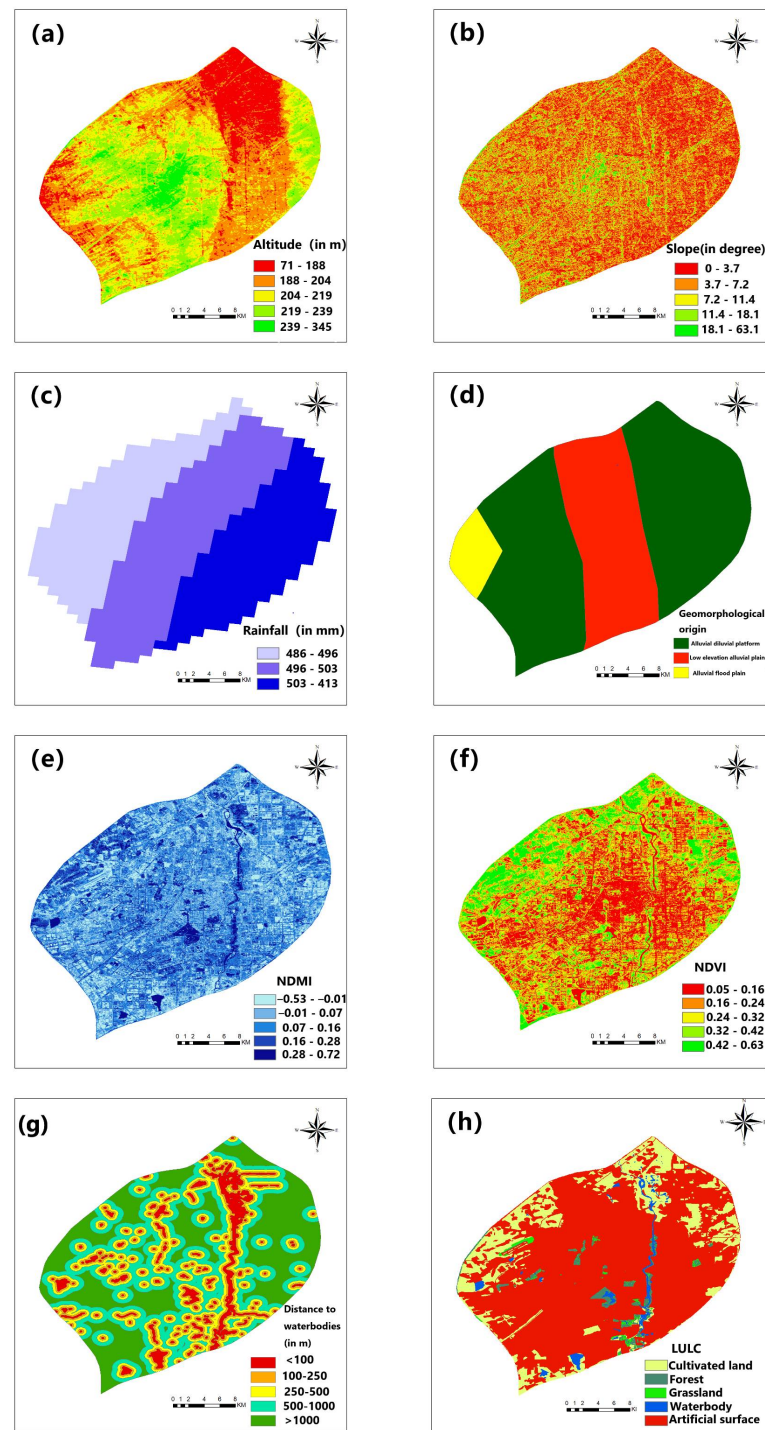 (a)
N
W E
S
Altitude (in m)
71 - 188
188 - 204
204 - 219
219 - 239
239 - 345
0 1 2 4 6 8
KM
(b)
N
W E
S
Slope(in degree)
0 - 3.7
3.7 - 7.2
7.2 - 11.4
11.4 - 18.1
18.1 - 63.1
0 1 2 4 6 8
KM
(c)
N
W E
S
Rainfall (in mm)
486 - 496
496 - 503
503 - 413
0 1 2 4 6 8
KM
(d)
N
W E
S
Geomorphological
origin
Alluvial diluvial platform
Low elevation alluvial plain
Alluvial flood plain
0 1 2 4 6 8
KM
(e)
N
W E
S
NDMI
−0.53 - −0.01
-0.01 - 0.07
0.07 - 0.16
0.16 - 0.28
0.28 - 0.72
0 1 2 4 6 8
KM
(f)
N
W E
S
NDVI
0.05 - 0.16
0.16 - 0.24
0.24 - 0.32
0.32 - 0.42
0.42 - 0.63
0 1 2 4 6 8
KM
(g)
N
W E
S
Distance to
waterbodies
(in m)
<100
100-250
250-500
500-1000
>1000
0 1 2 4 6 8
KM
(h)
N
W E
S
LULC
Cultivated land
Forest
Grassland
Waterbody
Artificial surface
0 1 2 4 6 8
KI